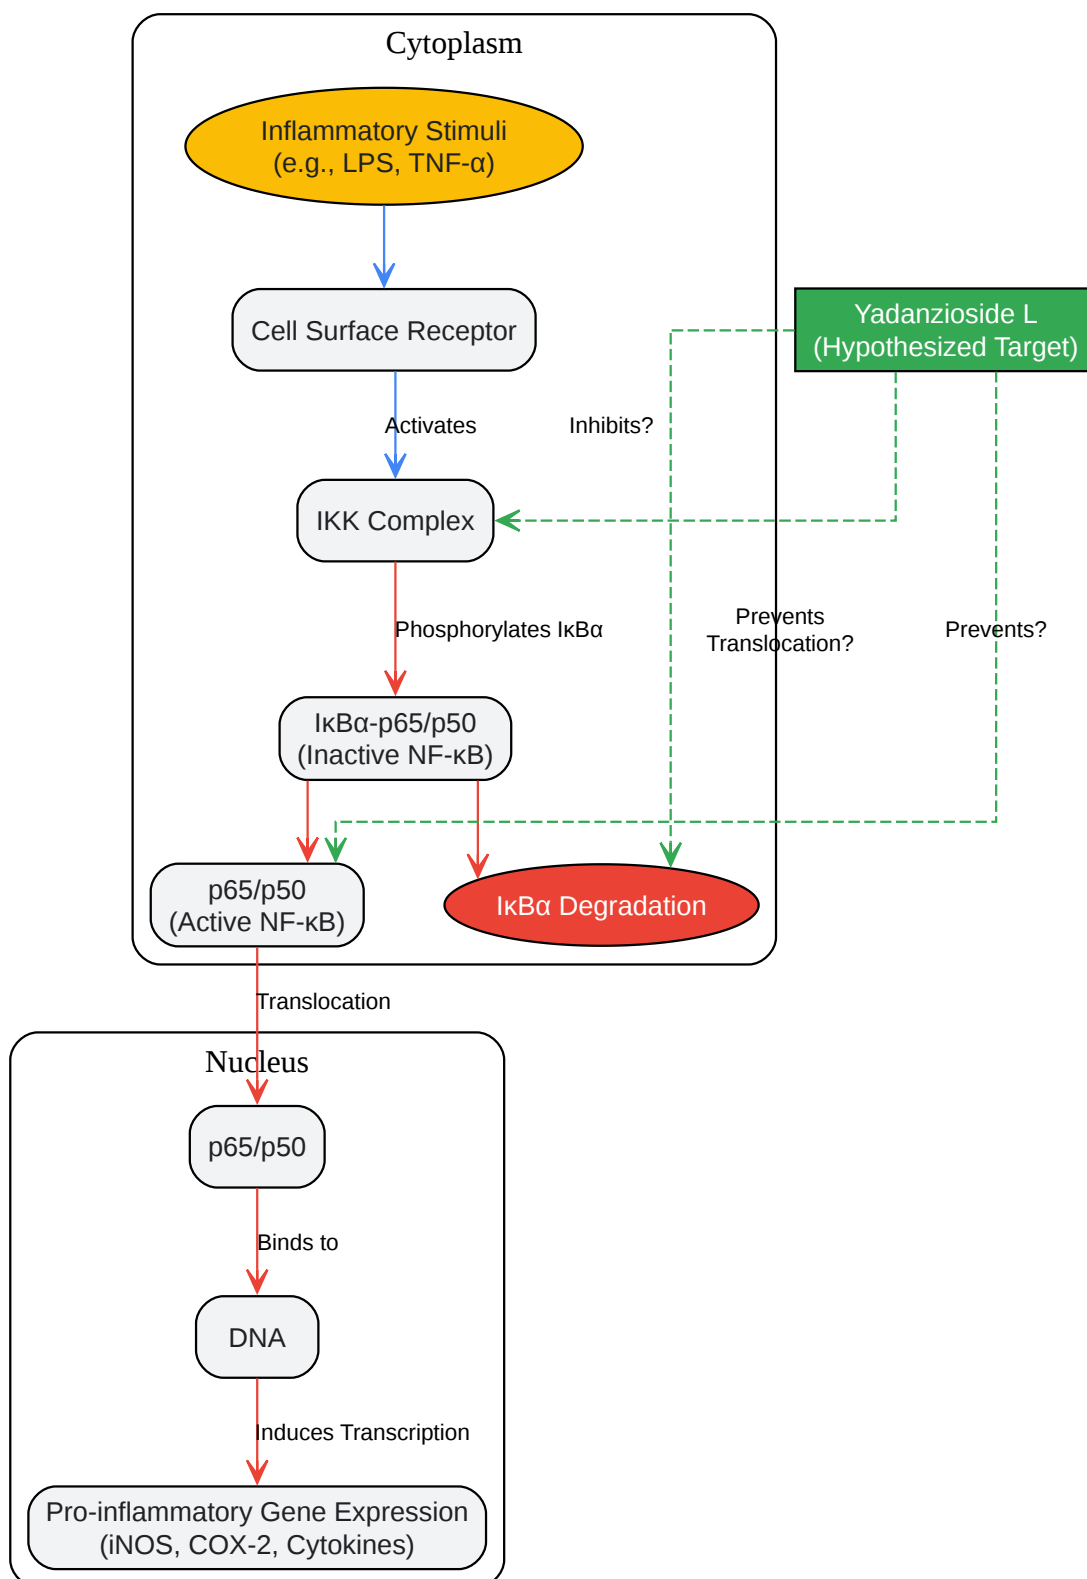 Cytoplasm
Inflammatory Stimuli
(e.g., LPS, TNF-α)
Cell Surface Receptor
Yadanzioside L
(Hypothesized Target)
Activates
Inhibits?
IKK Complex
Phosphorylates IκBα
Prevents
Translocation?
Prevents?
IκBα-p65/p50
(Inactive NF-κB)
p65/p50
(Active NF-κB)
IκBα Degradation
Translocation
Nucleus
p65/p50
Binds to
DNA
Induces Transcription
Pro-inflammatory Gene Expression
(iNOS, COX-2, Cytokines)